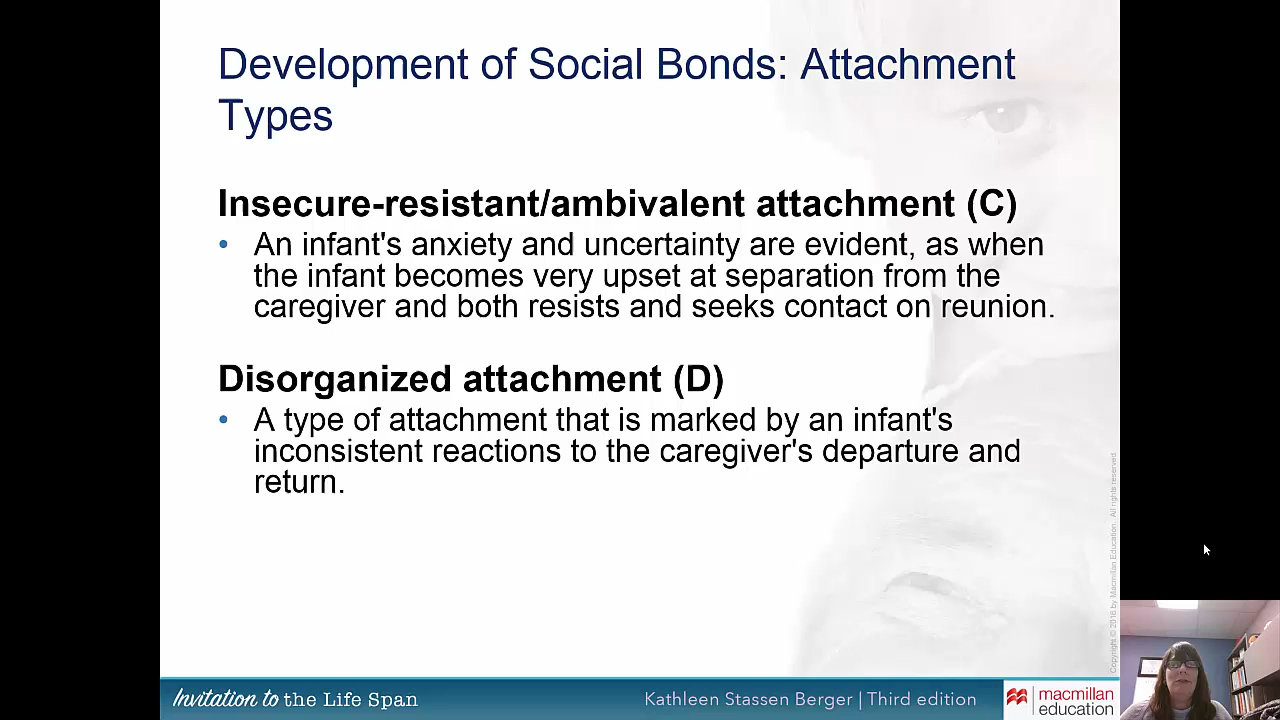 Development of Social Bonds: Attachment
Types
Insecure-resistant/ambivalent attachment (C)
• An infant's anxiety and uncertainty are evident, as when
the infant becomes very upset at separation from the
caregiver and both resists and seeks contact on reunion.
Disorganized attachment (D)
• A type of attachment that is marked by an infant's
inconsistent reactions to the caregiver's departure and
return.
Copyright © 2016 by Macmillan Education. All rights reserved
Invitation to the Life Span
Kathleen Stassen Berger | Third edition
macmillan
education